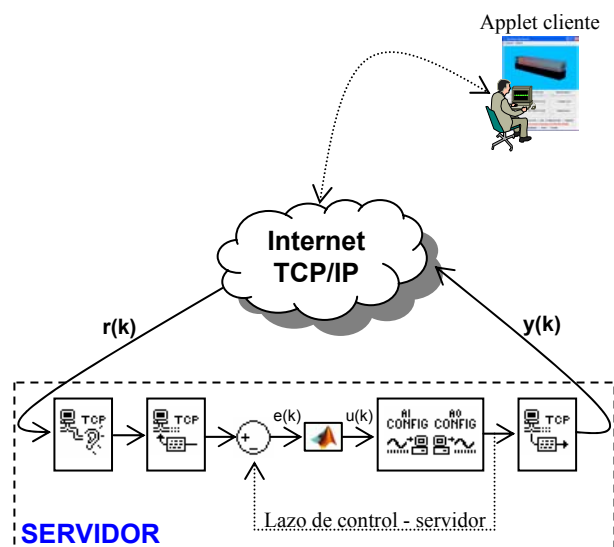 Applet cliente
Internet
TCP/IP
r(k)
y(k)
TCP
TCP
+
-
e(k)
u(k)
AI AO
CONFIG CONFIG
TCP
Lazo de control - servidor
SERVIDOR